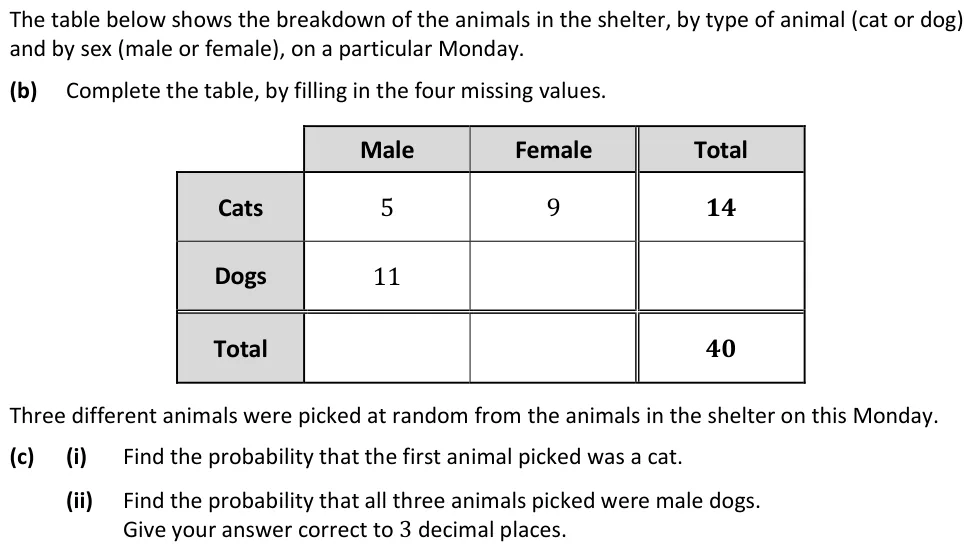 The table below shows the breakdown of the animals in the shelter, by type of animal (cat or dog)
and by sex (male or female), on a particular Monday.
(b) Complete the table, by filling in the four missing values.
Male Female Total
Cats 5 9 14
Dogs 11
Total 40
Three different animals were picked at random from the animals in the shelter on this Monday.
(c) (i) Find the probability that the first animal picked was a cat.
(ii) Find the probability that all three animals picked were male dogs.
Give your answer correct to 3 decimal places.